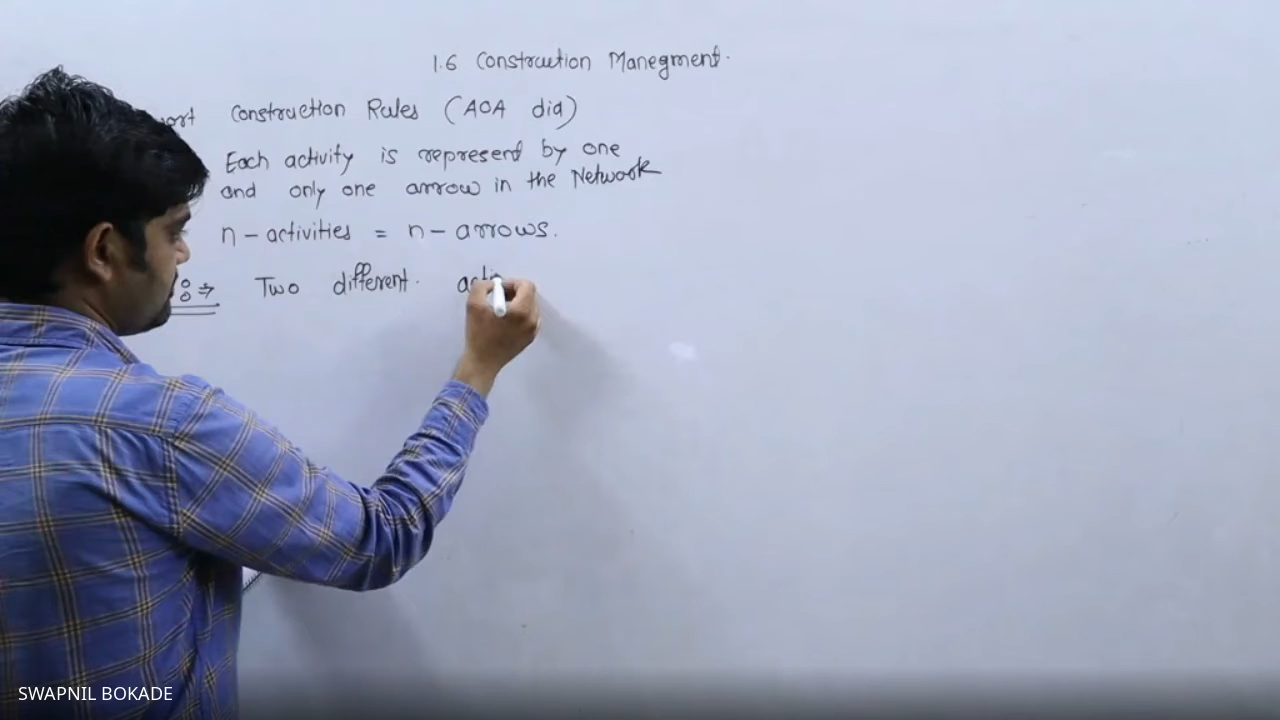 1.6 Construction Manegment.
Construction Rules (AOA dia)
Each activity is represent by one
and only one arrow in the Network
n - activities = n - arrows.
Two different
SWAPNIL BOKADE